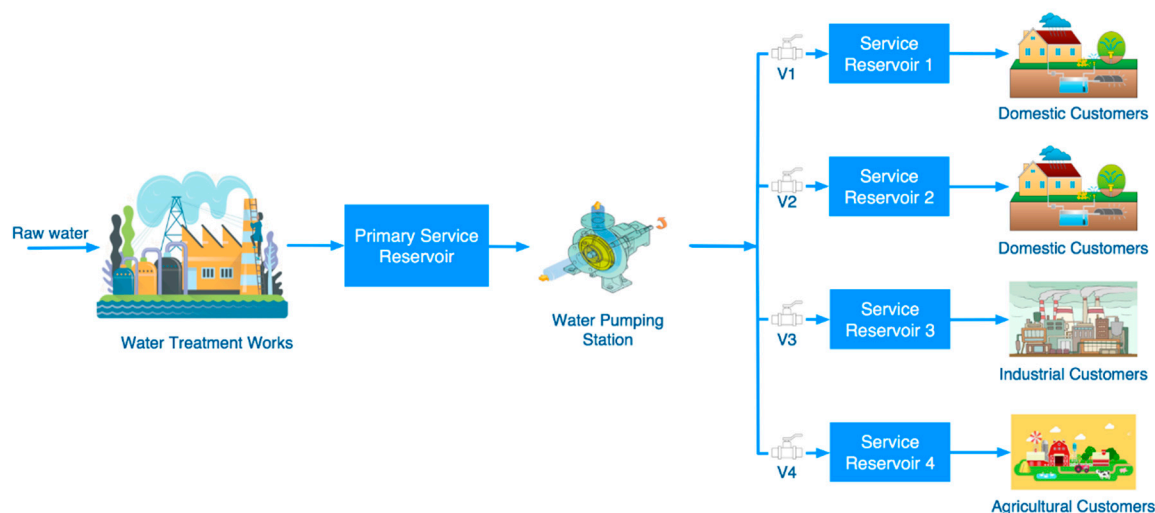 Raw water
Water Treatment Works
Primary Service
Reservoir
Water Pumping
Station
V1
Service
Reservoir 1
Domestic Customers
V2
Service
Reservoir 2
Domestic Customers
V3
Service
Reservoir 3
Industrial Customers
V4
Service
Reservoir 4
Agricultural Customers